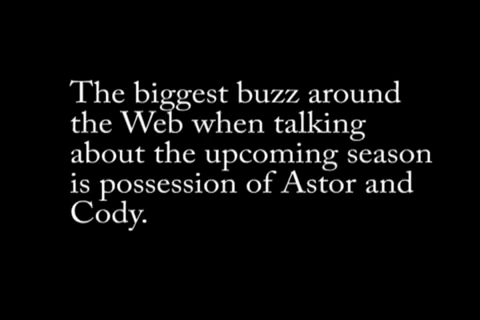 The biggest buzz around
the Web when talking
about the upcoming season
is possession of Astor and
Cody.